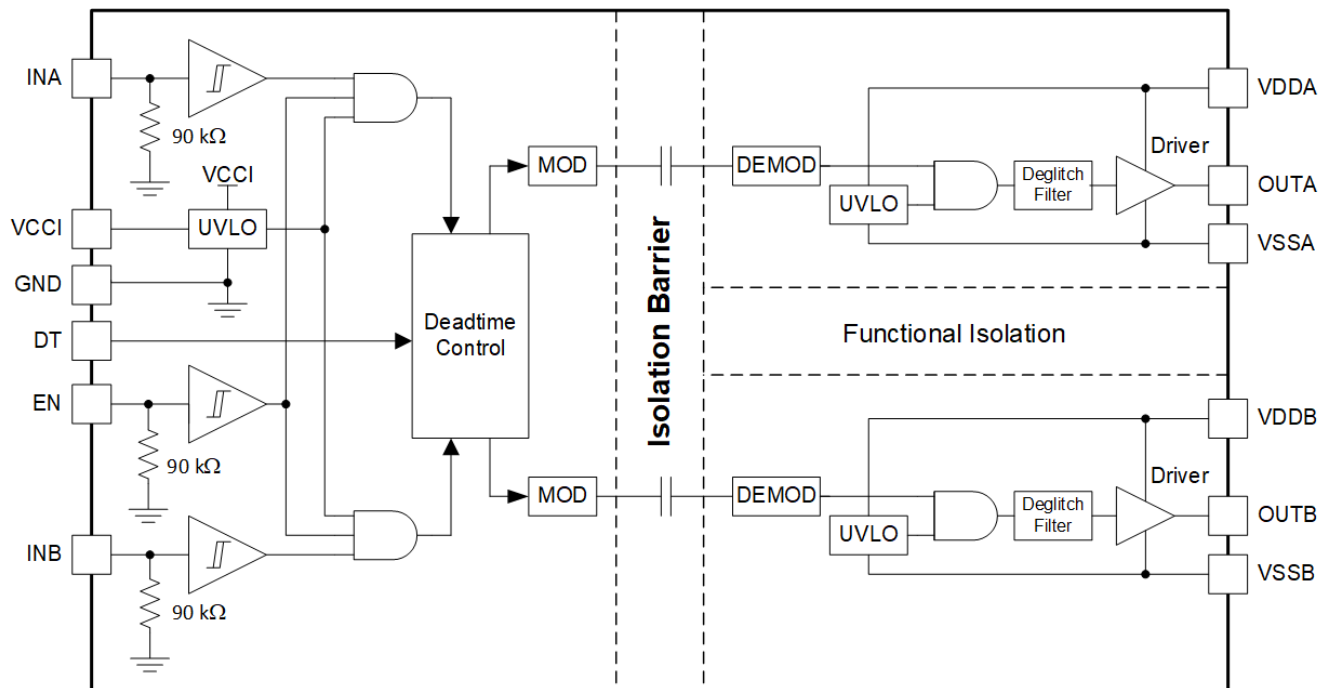 INA
90 kΩ
VCCI
VCCI
UVLO
GND
DT
EN
90 kΩ
INB
90 kΩ
Deadtime
Control
MOD
MOD
Isolation Barrier
DEMOD
UVLO
Deglitch
Filter
Driver
VDDA
OUTA
VSSA
Functional Isolation
DEMOD
UVLO
Deglitch
Filter
Driver
VDDB
OUTB
VSSB